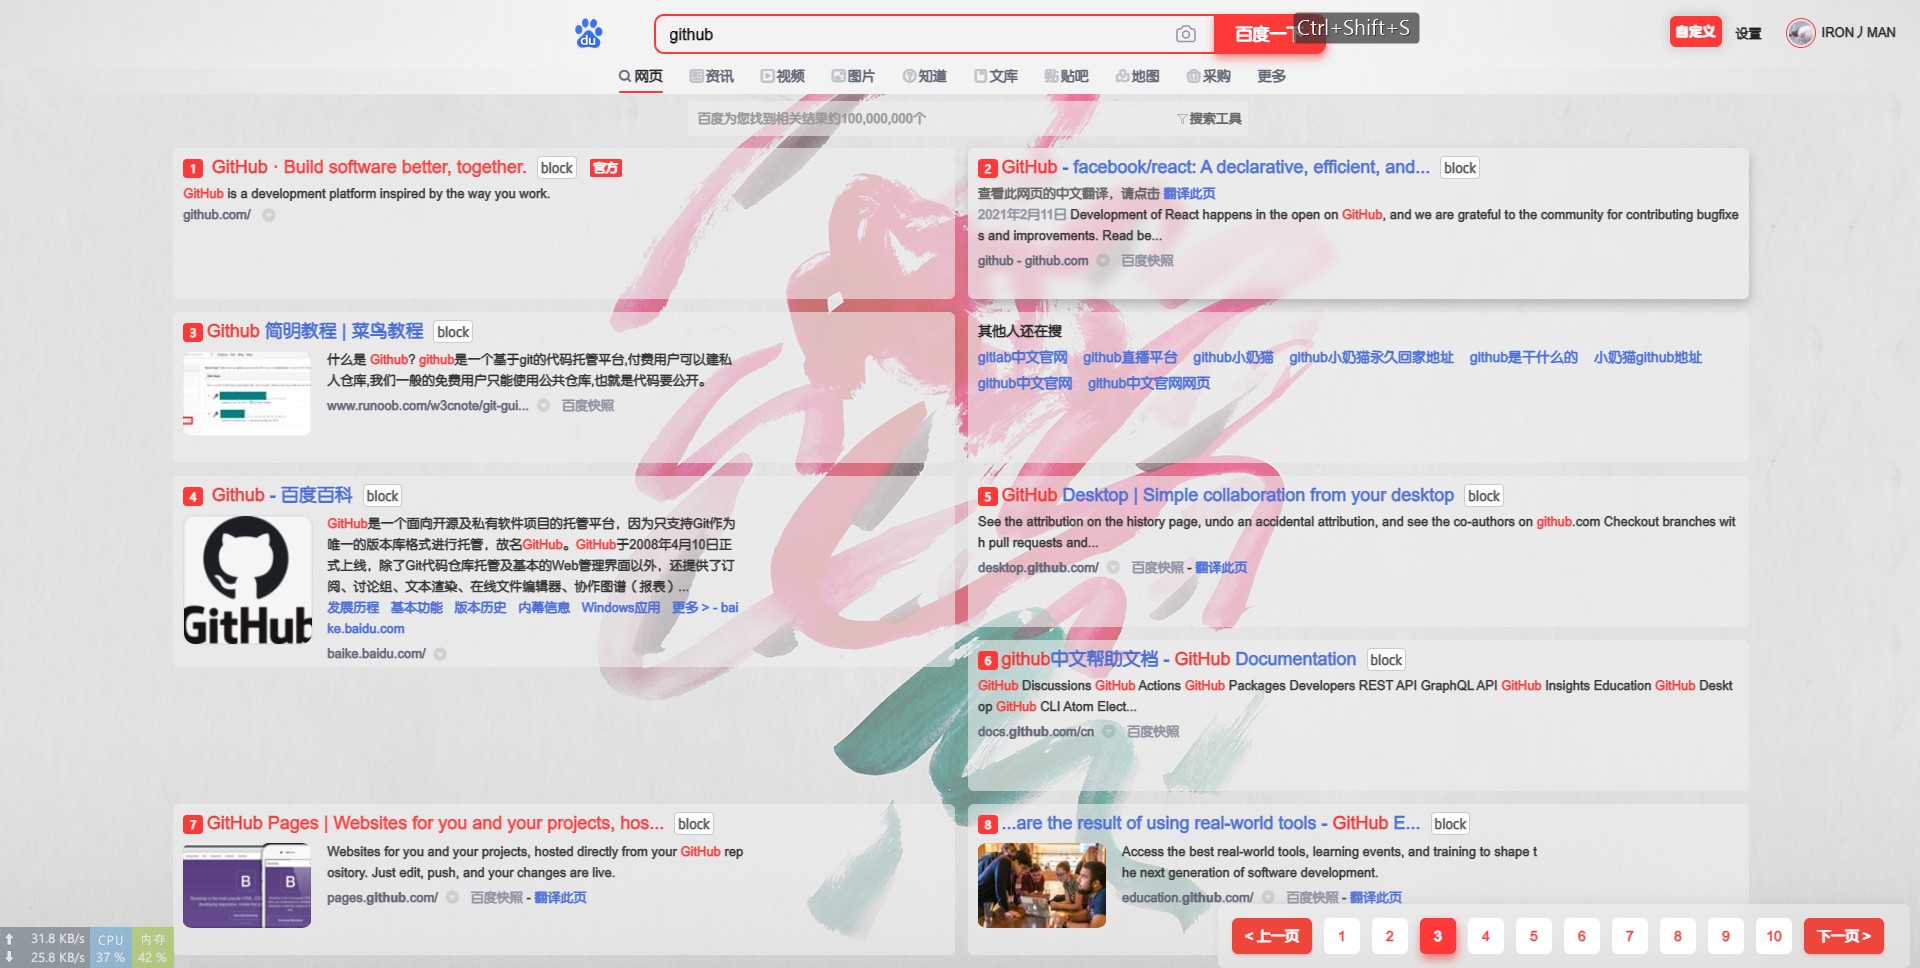 github
百度一
Ctrl+Shift+S
自定义
设置
IRON丿MAN
网页
资讯
视频
图片
知道
文库
贴吧
地图
采购
更多
百度为您找到相关结果约100,000,000个
搜索工具
1 GitHub · Build software better, together. block 官方
GitHub is a development platform inspired by the way you work.
github.com/
2 GitHub - facebook/react: A declarative, efficient, and... block
查看此网页的中文翻译，请点击 翻译此页
2021年2月11日 Development of React happens in the open on GitHub, and we are grateful to the community for contributing bugfixe
s and improvements. Read be...
github - github.com 百度快照
3 Github 简明教程 | 菜鸟教程 block
什么是 Github? github是一个基于git的代码托管平台,付费用户可以建私
人仓库,我们一般的免费用户只能使用公共仓库,也就是代码要公开。
www.runoob.com/w3cnote/git-gui... 百度快照
其他人还在搜
gitlab中文官网 github直播平台 github小奶猫 github小奶猫永久回家地址 github是干什么的 小奶猫github地址
github中文官网 github中文官网网页
4 Github - 百度百科 block
GitHub是一个面向开源及私有软件项目的托管平台，因为只支持Git作为
唯一的版本库格式进行托管，故名GitHub。GitHub于2008年4月10日正
式上线，除了Git代码仓库托管及基本的Web管理界面以外，还提供了订
阅、讨论组、文本渲染、在线文件编辑器、协作图谱（报表）...
发展历程 基本功能 版本历史 内幕信息 Windows应用 更多 > - bai
ke.baidu.com
baike.baidu.com/
GitHub
5 GitHub Desktop | Simple collaboration from your desktop block
See the attribution on the history page, undo an accidental attribution, and see the co-authors on github.com Checkout branches wit
h pull requests and...
desktop.github.com/ 百度快照 - 翻译此页
6 github中文帮助文档 - GitHub Documentation block
GitHub Discussions GitHub Actions GitHub Packages Developers REST API GraphQL API GitHub Insights Education GitHub Deskt
op GitHub CLI Atom Elect...
docs.github.com/cn 百度快照
7 GitHub Pages | Websites for you and your projects, hos... block
Websites for you and your projects, hosted directly from your GitHub rep
ository. Just edit, push, and your changes are live.
pages.github.com/ 百度快照 - 翻译此页
B B
8 ...are the result of using real-world tools - GitHub E... block
Access the best real-world tools, learning events, and training to shape t
he next generation of software development.
education.github.com/ 百度快照 - 翻译此页
< 上一页 1 2 3 4 5 6 7 8 9 10 下一页 >
31.8 KB/s CPU 内存
25.8 KB/s 37 % 42 %